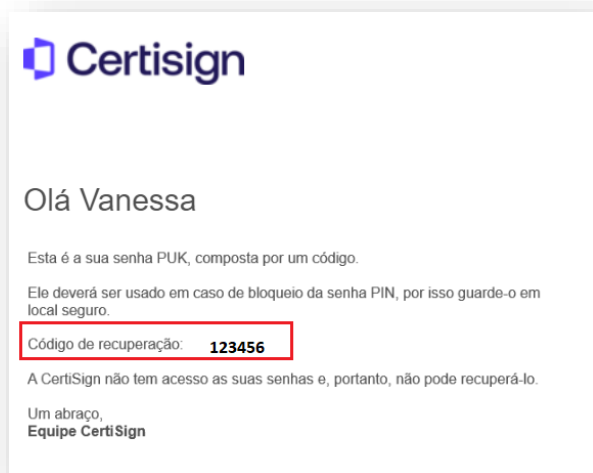 Certisign
Olá Vanessa
Esta é a sua senha PUK, composta por um código.
Ele deverá ser usado em caso de bloqueio da senha PIN, por isso guarde-o em
local seguro.
Código de recuperação: 123456
A CertiSign não tem acesso as suas senhas e, portanto, não pode recuperá-lo.
Um abraço,
Equipe CertiSign